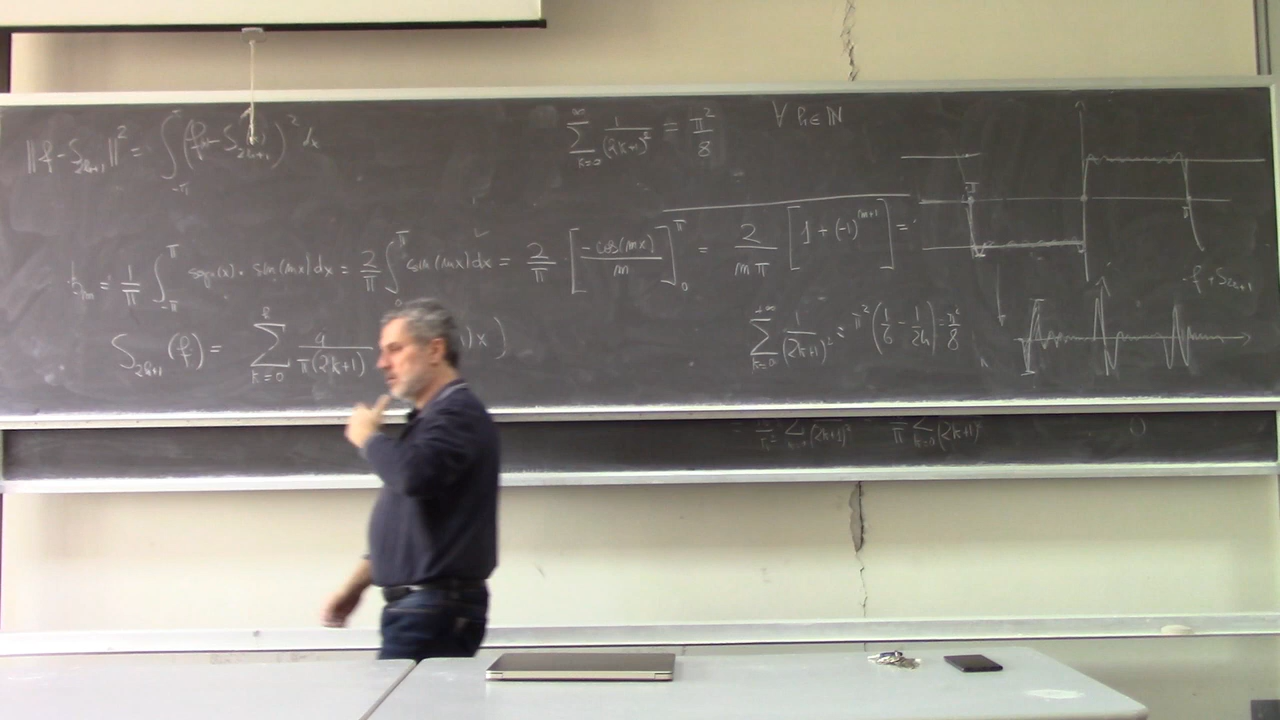 ‖f-S_{2k+1}‖² = ∫_{-π}^{π} (f - S_{2k+1})² dx
∑_{k=0}^{∞} 1/(2k+1)² = π²/8
∀ k ∈ ℕ
b_m = 1/π ∫_{-π}^{π} sgn(x) · sin(mx) dx = 2/π ∫_0^π sin(mx) dx = 2/π · [-cos(mx)/m]_0^π = 2/(mπ) [1 + (-1)^{m+1}] =
-f + S_{2k+1}
S_{2k+1}(f) = ∑_{k=0} 4/(π(2k+1)) )x)
∑_{k=0}^{+∞} 1/(2k+1)² = π² (1/6 - 1/24) = π²/8